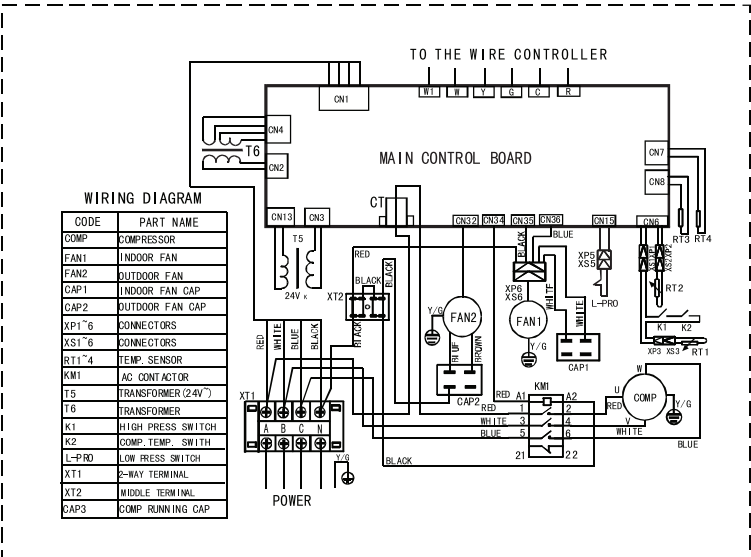 TO THE WIRE CONTROLLER
CN1
W1 W Y G C R
CN4
T6
CN2
MAIN CONTROL BOARD
CN7
CN8
CN13 CN3 CT CN32 CN34 CN35 CN36 CN15 CN6
RT3 RT4
WIRING DIAGRAM
CODE PART NAME
COMP COMPRESSOR
FAN1 INDOOR FAN
FAN2 OUTDOOR FAN
CAP1 INDOOR FAN CAP
CAP2 OUTDOOR FAN CAP
XP1~6 CONNECTORS
XS1~6 CONNECTORS
RT1~4 TEMP. SENSOR
KM1 AC CONTACTOR
T5 TRANSFORMER(24V~)
T6 TRANSFORMER
K1 HIGH PRESS SWITCH
K2 COMP.TEMP. SWITH
L-PRO LOW PRESS SWITCH
XT1 2-WAY TERMINAL
XT2 MIDDLE TERMINAL
CAP3 COMP RUNNING CAP
T5
24V K
RED
BLACK
BLACK
XT2
BLACK
BLACK
BLUE
XP6
XS6
WHITE
WHITE
XP5
XS5
L-PRO
XS1XP1
XS2XP2
RT2
K1 K2
XP3 XS3 RT1
Y/G
FAN2
FAN1
Y/G
BLUE
BROWN
CAP2
CAP1
RED
WHITE
BLUE
BLACK
XT1
A B C N
Y/G
POWER
KM1
RED A1 A2
RED 1 2
WHITE 3 4
BLUE 5 6
21 22
BLACK
W
U
RED
COMP
Y/G
V
WHITE
BLUE